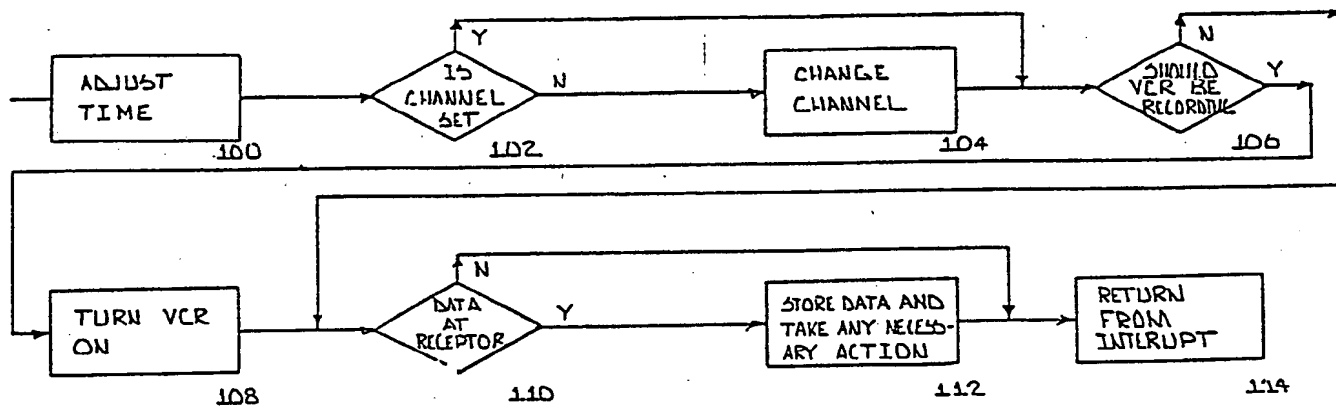 ADJUST
TIME
100
Y
IS
CHANNEL
SET
N
102
CHANGE
CHANNEL
104
N
SHOULD
VCR BE
RECORDING
Y
106
TURN VCR
ON
108
N
DATA
AT
RECEPTOR
Y
110
STORE DATA AND
TAKE ANY NECESS-
ARY ACTION
112
RETURN
FROM
INTERUPT
114